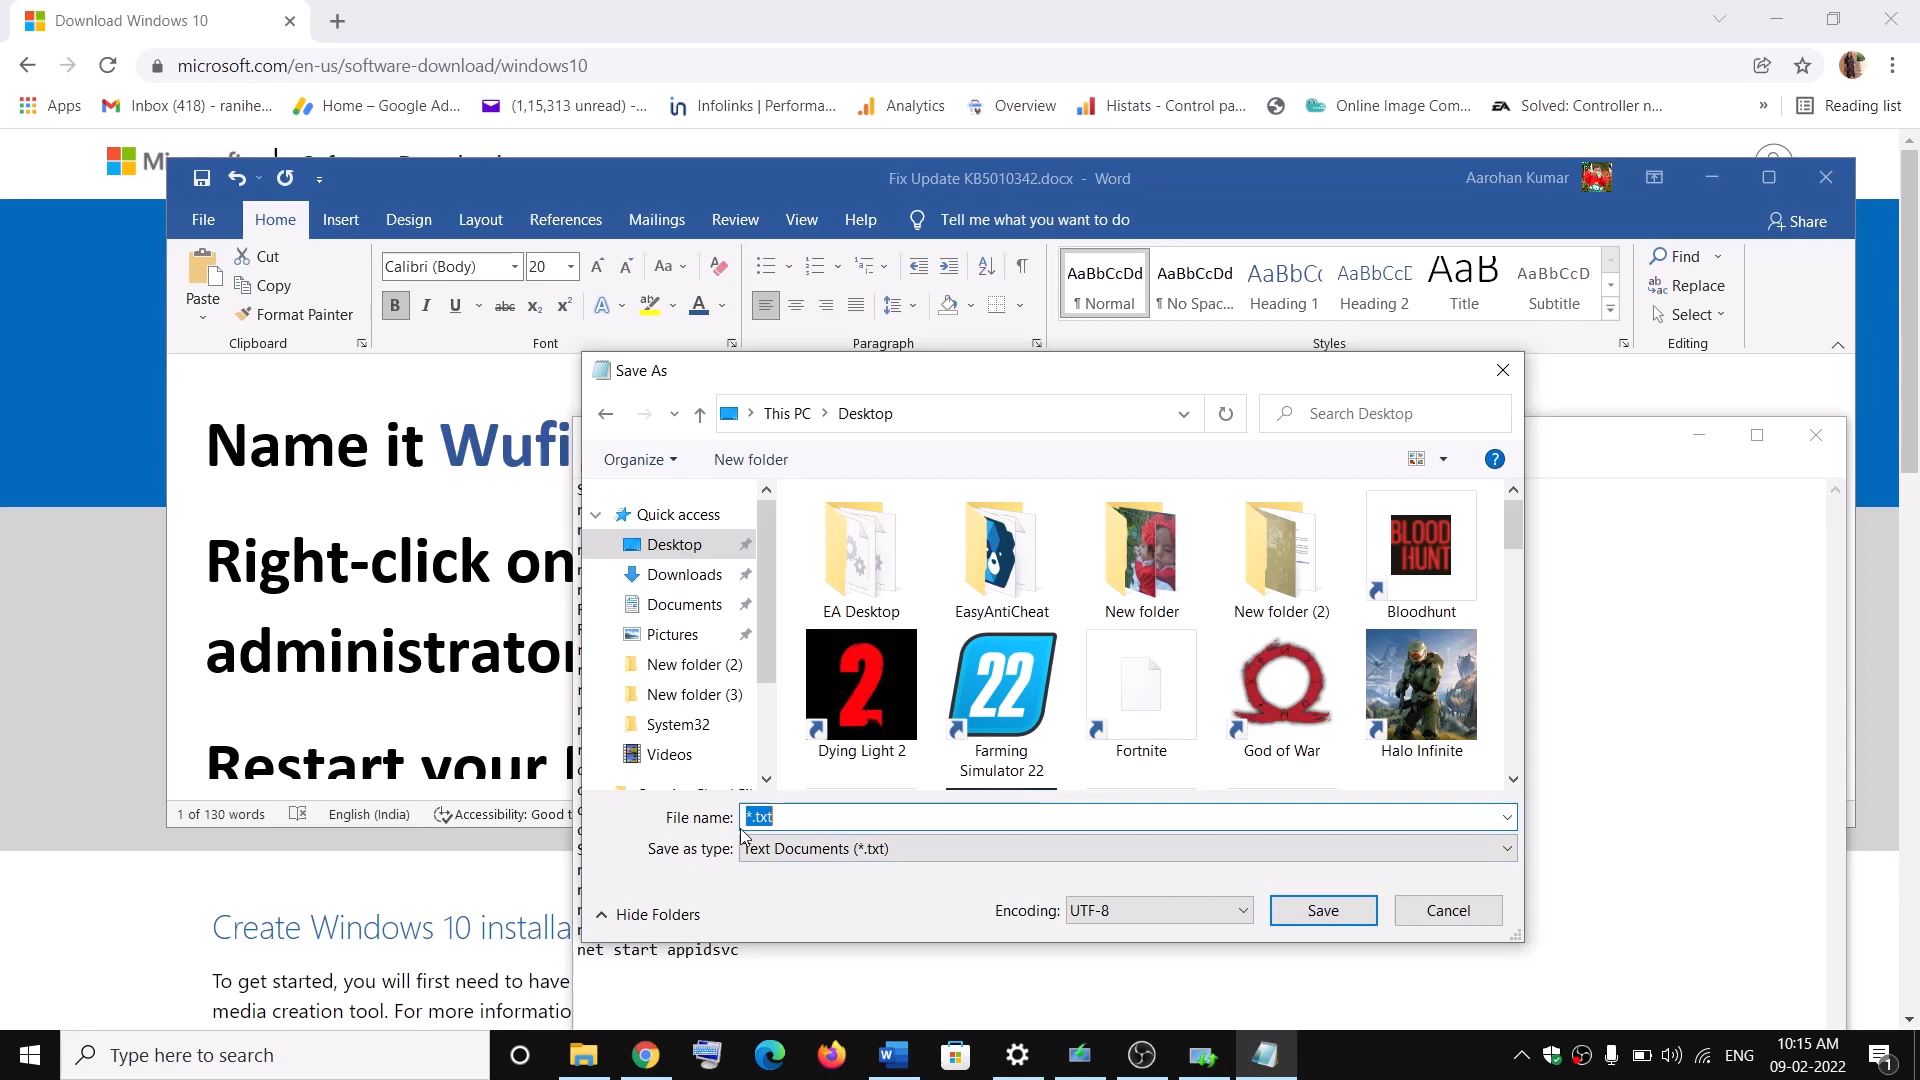 Download Windows 10
microsoft.com/en-us/software-download/windows10
Apps
Inbox (418) - ranihe...
Home – Google Ad...
(1,15,313 unread) -...
Infolinks | Performa...
Analytics
Overview
Histats - Control pa...
Online Image Com...
Solved: Controller n...
»
Reading list
Fix Update KB5010342.docx - Word
Aarohan Kumar
File
Home
Insert
Design
Layout
References
Mailings
Review
View
Help
Tell me what you want to do
Share
Paste
Cut
Copy
Format Painter
Clipboard
Calibri (Body)
20
Font
Paragraph
AaBbCcDd
¶ Normal
AaBbCcDd
¶ No Spac...
AaBbCc
Heading 1
AaBbCcC
Heading 2
AaB
Title
AaBbCcD
Subtitle
Styles
Find
Replace
Select
Editing
Name it Wufi
Right-click on
administrator
Restart your
1 of 130 words
English (India)
Accessibility: Good t
Save As
This PC > Desktop
Search Desktop
Organize
New folder
Quick access
Desktop
Downloads
Documents
Pictures
New folder (2)
New folder (3)
System32
Videos
EA Desktop
EasyAntiCheat
New folder
New folder (2)
BLOOD
HUNT
Bloodhunt
2
22
Dying Light 2
Farming
Simulator 22
Fortnite
God of War
Halo Infinite
File name:
*.txt
Save as type:
Text Documents (*.txt)
Hide Folders
Encoding:
UTF-8
Save
Cancel
net start appidsvc
Create Windows 10 installa
To get started, you will first need to have
media creation tool. For more informatio
Type here to search
ENG
10:15 AM
09-02-2022
1